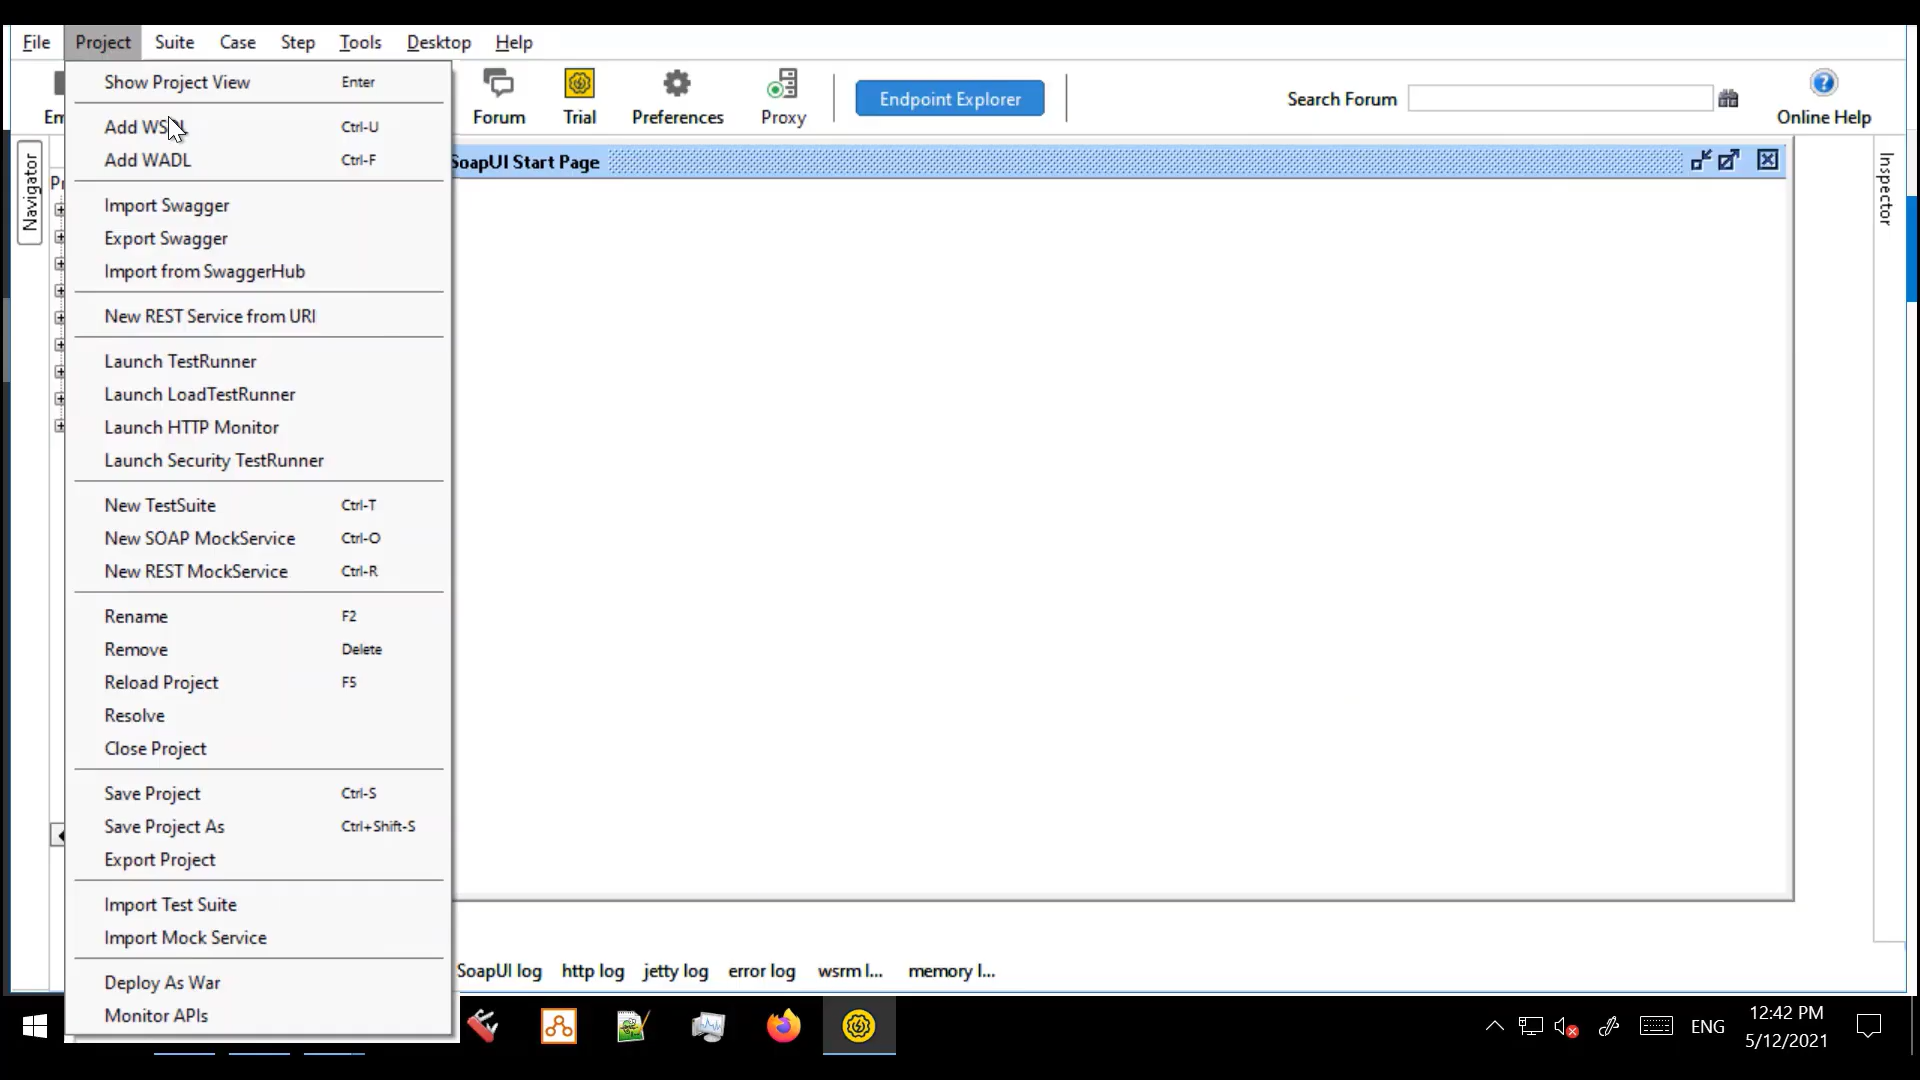 File Project Suite Case Step Tools Desktop Help
Forum Trial Preferences Proxy Endpoint Explorer Search Forum Online Help
Show Project View Enter
Add Ctrl-U
Add WADL Ctrl-F
Import Swagger
Export Swagger
Import from SwaggerHub
New REST Service from URI
Launch TestRunner
Launch LoadTestRunner
Launch HTTP Monitor
Launch Security TestRunner
New TestSuite Ctrl-T
New SOAP MockService Ctrl-O
New REST MockService Ctrl-R
Rename F2
Remove Delete
Reload Project F5
Resolve
Close Project
Save Project Ctrl-S
Save Project As Ctrl+Shift-S
Export Project
Import Test Suite
Import Mock Service
Deploy As War
Monitor APIs
Navigator
SoapUI Start Page
Inspector
SoapUI log http log jetty log error log wsrm l... memory l...
ENG
12:42 PM
5/12/2021